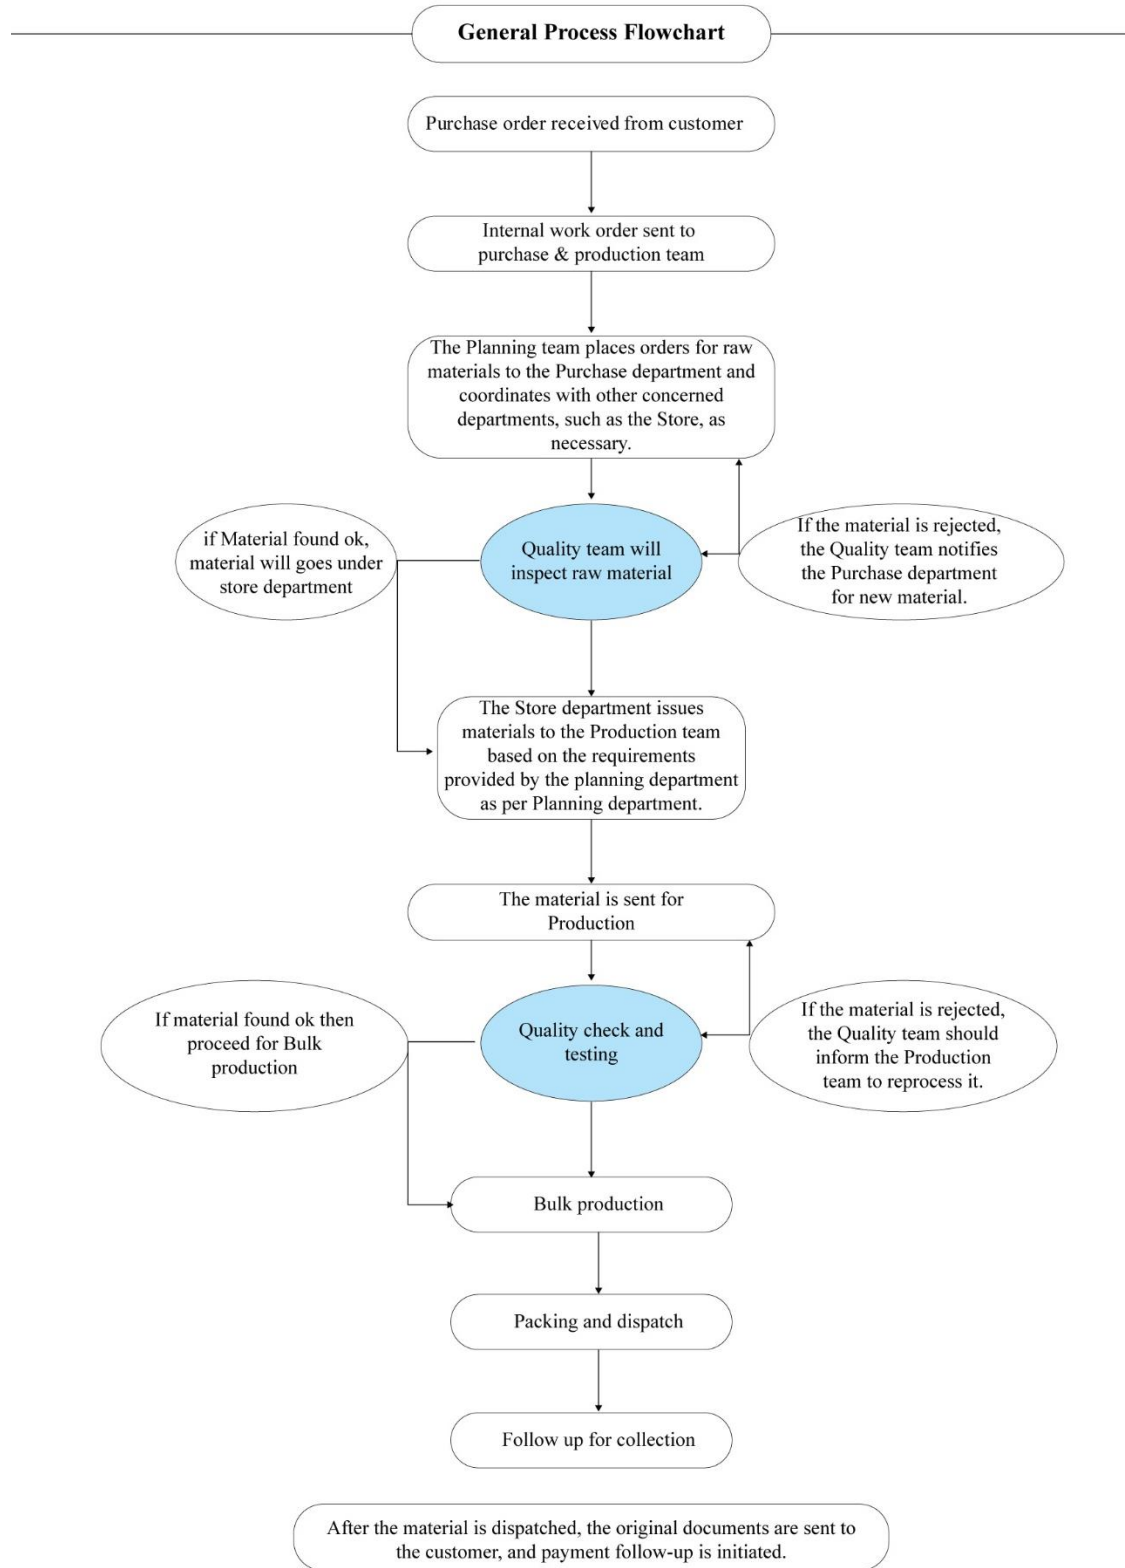 General Process Flowchart
Purchase order received from customer
Internal work order sent to
purchase & production team
The Planning team places orders for raw
materials to the Purchase department and
coordinates with other concerned
departments, such as the Store, as
necessary.
if Material found ok,
material will goes under
store department
Quality team will
inspect raw material
If the material is rejected,
the Quality team notifies
the Purchase department
for new material.
The Store department issues
materials to the Production team
based on the requirements
provided by the planning department
as per Planning department.
The material is sent for
Production
If material found ok then
proceed for Bulk
production
Quality check and
testing
If the material is rejected,
the Quality team should
inform the Production
team to reprocess it.
Bulk production
Packing and dispatch
Follow up for collection
After the material is dispatched, the original documents are sent to
the customer, and payment follow-up is initiated.